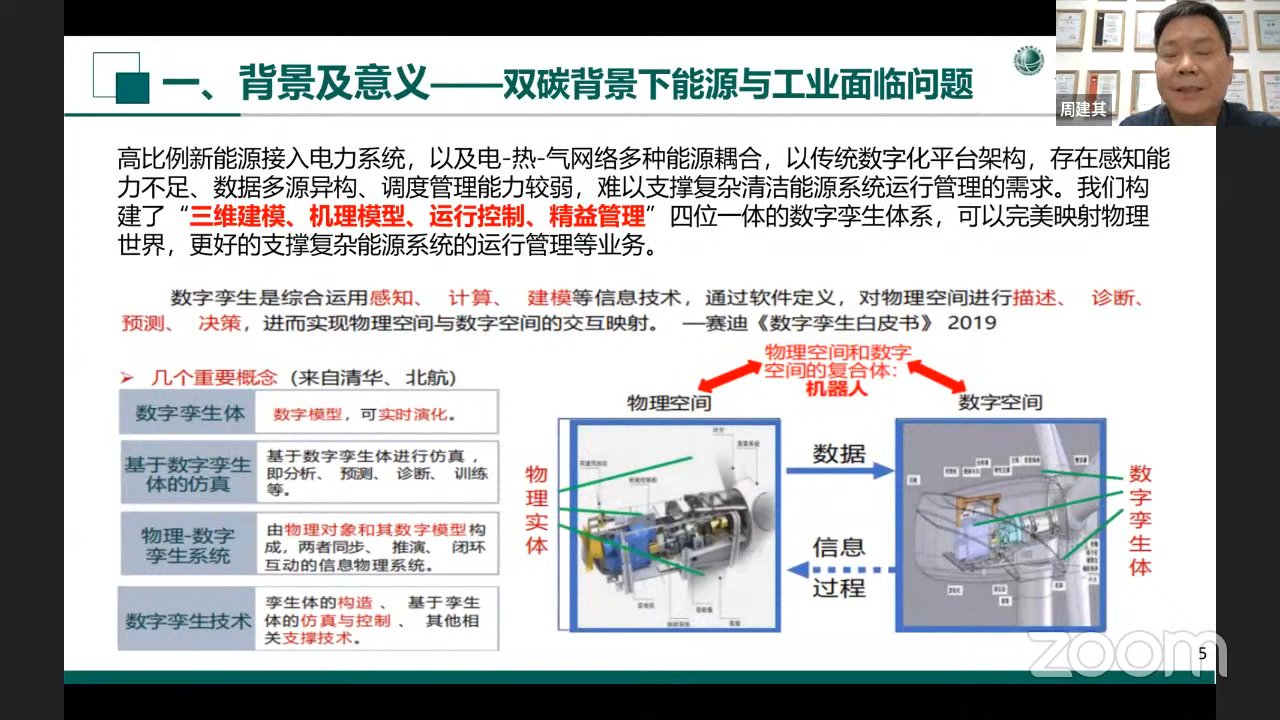 一、背景及意义——双碳背景下能源与工业面临问题
周建其
高比例新能源接入电力系统，以及电-热-气网络多种能源耦合，以传统数字化平台架构，存在感知能
力不足、数据多源异构、调度管理能力较弱，难以支撑复杂清洁能源系统运行管理的需求。我们构
建了“三维建模、机理模型、运行控制、精益管理”四位一体的数字孪生体系，可以完美映射物理
世界，更好的支撑复杂能源系统的运行管理等业务。
数字孪生是综合运用感知、 计算、 建模等信息技术，通过软件定义，对物理空间进行描述、 诊断、
预测、 决策，进而实现物理空间与数字空间的交互映射。 —赛迪《数字孪生白皮书》 2019
➢ 几个重要概念（来自清华、北航）
数字孪生体
数字模型，可实时演化。
基于数字孪生
体的仿真
基于数字孪生体进行仿真，
即分析、 预测、 诊断、 训练
等。
物理-数字
孪生系统
由物理对象和其数字模型构
成，两者同步、 推演、 闭环
互动的信息物理系统。
数字孪生技术
孪生体的构造 、 基于孪生
体的仿真与控制 、 其他相
关支撑技术。
物理空间和数字
空间的复合体：
机器人
物理空间
数字空间
物理实体
数据
信息
过程
数字孪生体
zoom
5